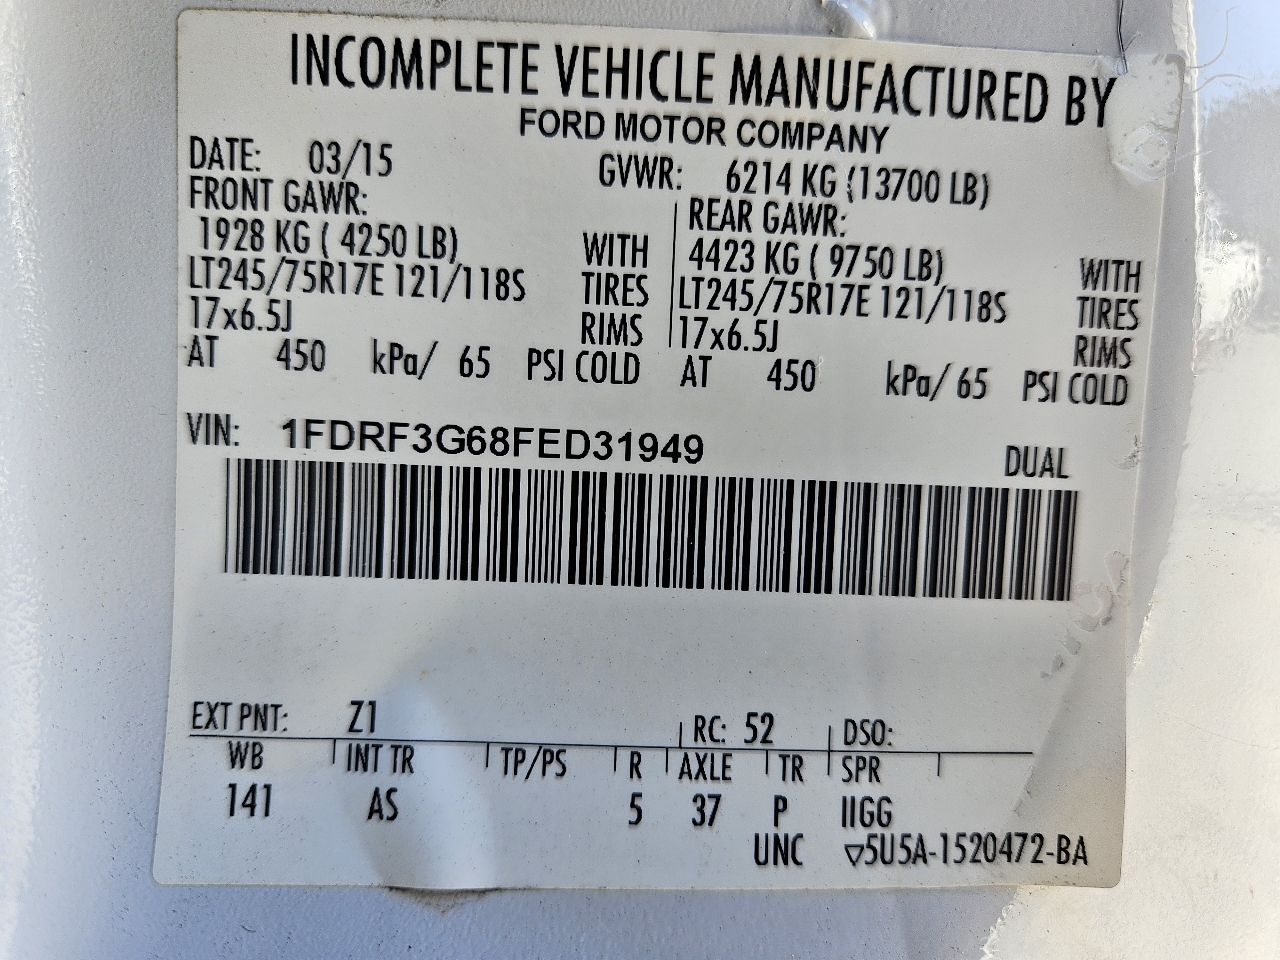 INCOMPLETE VEHICLE MANUFACTURED BY
FORD MOTOR COMPANY
DATE: 03/15 GVWR: 6214 KG (13700 LB)
FRONT GAWR: REAR GAWR:
1928 KG ( 4250 LB) WITH 4423 KG ( 9750 LB) WITH
LT245/75R17E 121/118S TIRES LT245/75R17E 121/118S TIRES
17x6.5J RIMS 17x6.5J RIMS
AT 450 kPa/ 65 PSI COLD AT 450 kPa/ 65 PSI COLD
VIN: 1FDRF3G68FED31949 DUAL
EXT PNT: Z1 RC: 52 DSO:
WB INT TR TP/PS R AXLE TR SPR
141 AS 5 37 P IIGG
UNC ▽5U5A-1520472-BA